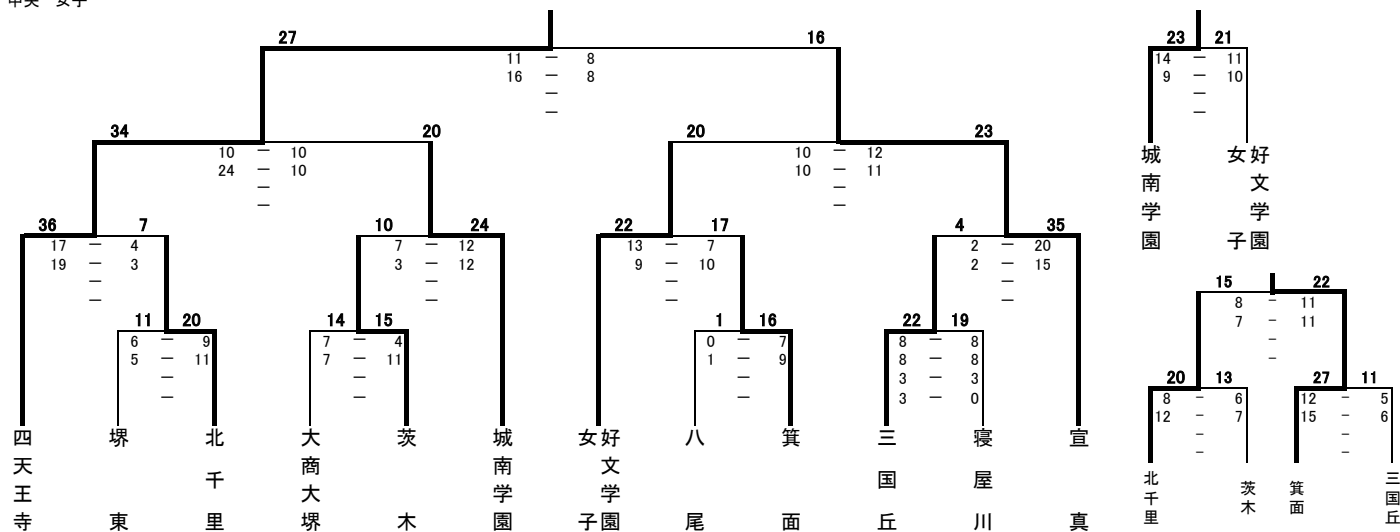 27 16 23 21
11 － 8 14 － 11
16 － 8 9 － 10
－ －
－ －
34 20 20 23
10 － 10 10 － 12
24 － 10 10 － 11
－ －
－ －
城南学園 好文学園女子
36 7 10 24 22 17 4 35
17 － 4 7 － 12 13 － 7 2 － 20
19 － 3 3 － 12 9 － 10 2 － 15
－ － － －
－ － － －
15 22
8 － 11
7 － 11
－
－
11 20 14 15 1 16 22 19
6 － 9 7 － 4 0 － 7 8 － 8
5 － 11 7 － 11 1 － 9 8 － 8
－ － － 3 － 3
－ － － 3 － 0
20 13 27 11
8 － 6 12 － 5
12 － 7 15 － 6
－ －
－ －
四天王寺 堺東 北千里 大商大堺 茨木 城南学園 好文学園女子 八尾 箕面 三国丘 寝屋川 宣真
北千里 茨木 箕面 三国丘